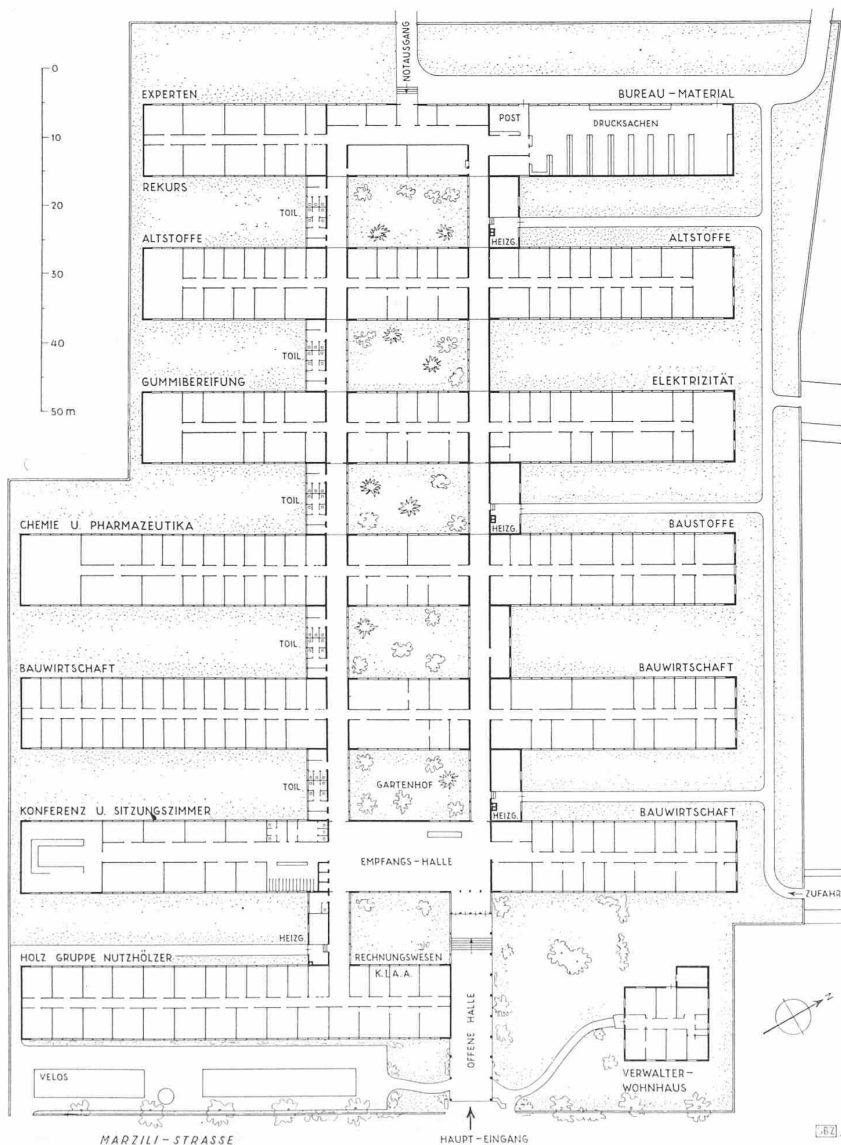 NOTAUSGANG
0
EXPERTEN
BUREAU-MATERIAL
POST
DRUCKSACHEN
10
REKURS
20
TOIL.
ALTSTOFFE
HEIZG.
ALTSTOFFE
30
40
TOIL.
GUMMIBEREIFUNG
ELEKTRIZITÄT
50 m
TOIL.
HEIZG.
CHEMIE U. PHARMAZEUTIKA
BAUSTOFFE
TOIL.
BAUWIRTSCHAFT
BAUWIRTSCHAFT
TOIL.
GARTENHOF
KONFERENZ U. SITZUNGSZIMMER
HEIZG.
BAUWIRTSCHAFT
EMPFANGS-HALLE
ZUFAHRT
HEIZG.
HOLZ GRUPPE NUTZHÖLZER
RECHNUNGSWESEN
K.I.A.A.
OFFENE HALLE
N
VELOS
VERWALTER-
WOHNHAUS
MARZILI-STRASSE
HAUPT-EINGANG